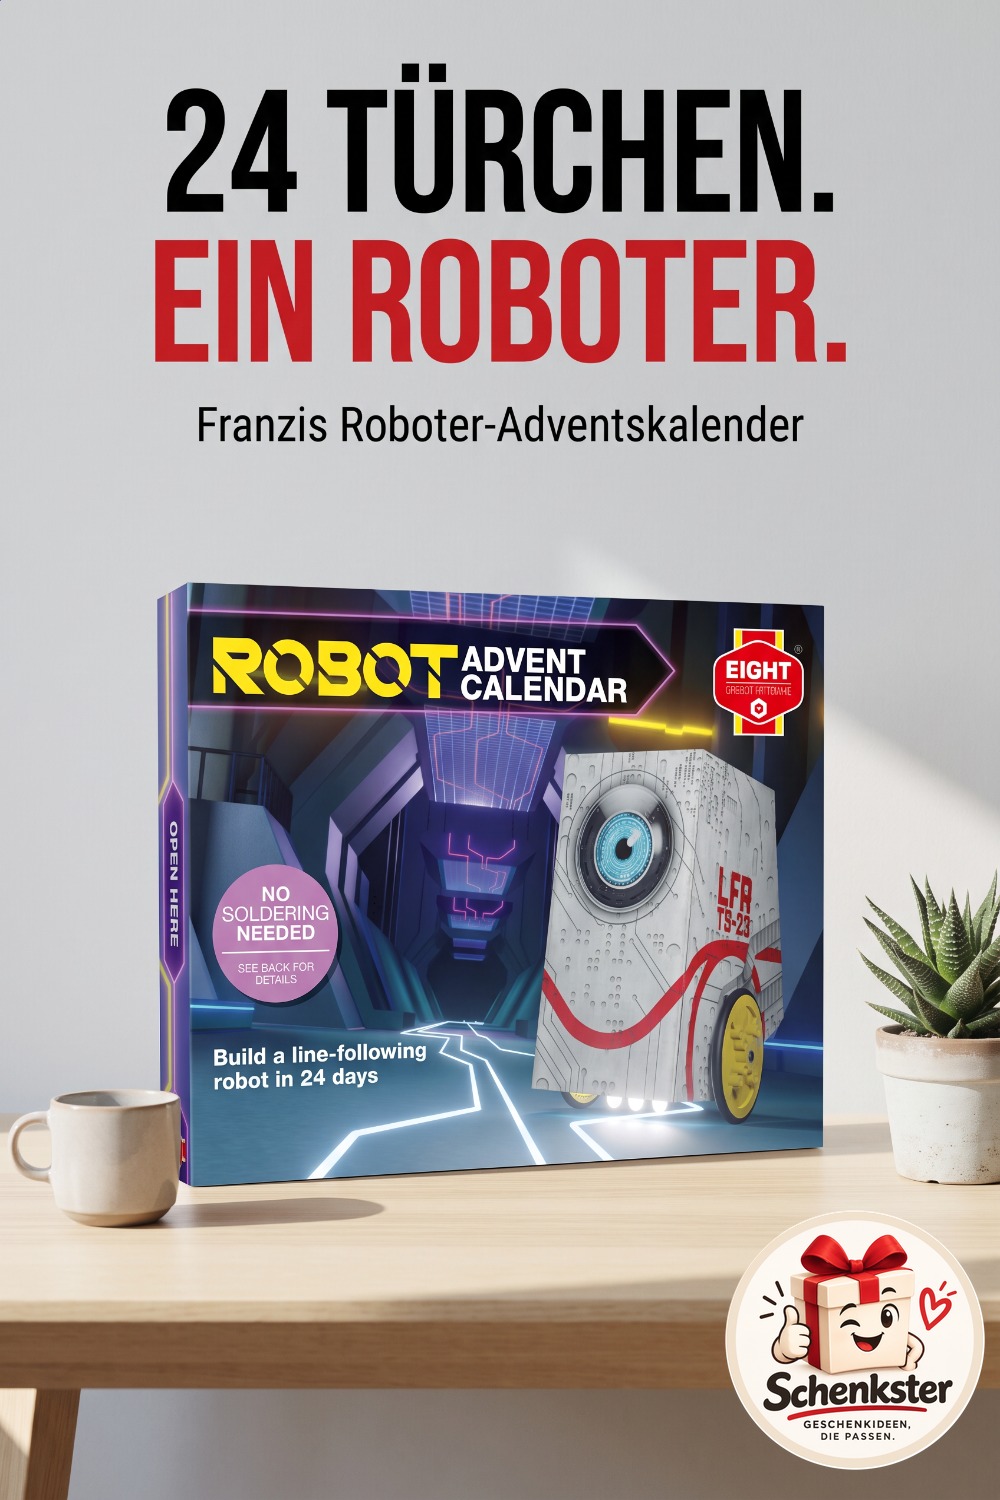 24 TÜRCHEN.
EIN ROBOTER.
Franzis Roboter-Adventskalender
ROBOT ADVENT
CALENDAR
EIGHT
®
OPEN HERE
NO
SOLDERING
NEEDED
SEE BACK FOR
DETAILS
LFR
TS-23
Build a line-following
robot in 24 days
Schenkster
GESCHENKIDEEN,
DIE PASSEN.